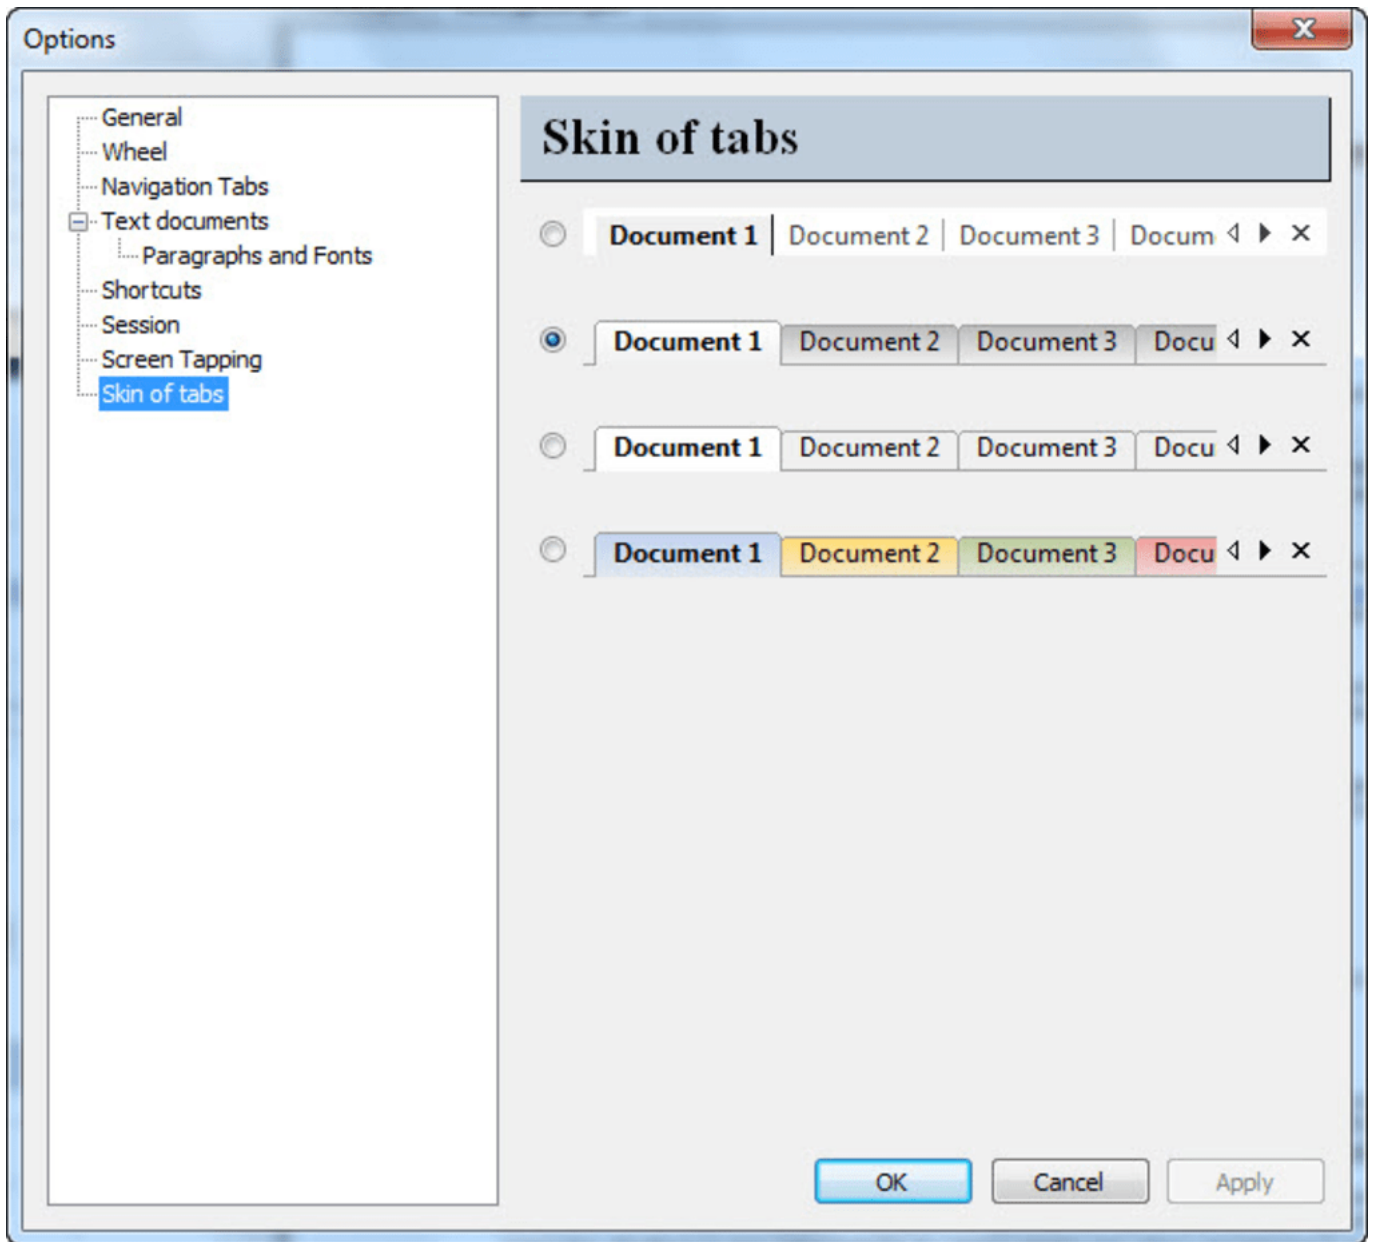 Options
General
Wheel
Navigation Tabs
Text documents
Paragraphs and Fonts
Shortcuts
Session
Screen Tapping
Skin of tabs
Skin of tabs
Document 1 Document 2 Document 3 Docum
Document 1 Document 2 Document 3 Docu
Document 1 Document 2 Document 3 Docu
Document 1 Document 2 Document 3 Docu
OK Cancel Apply